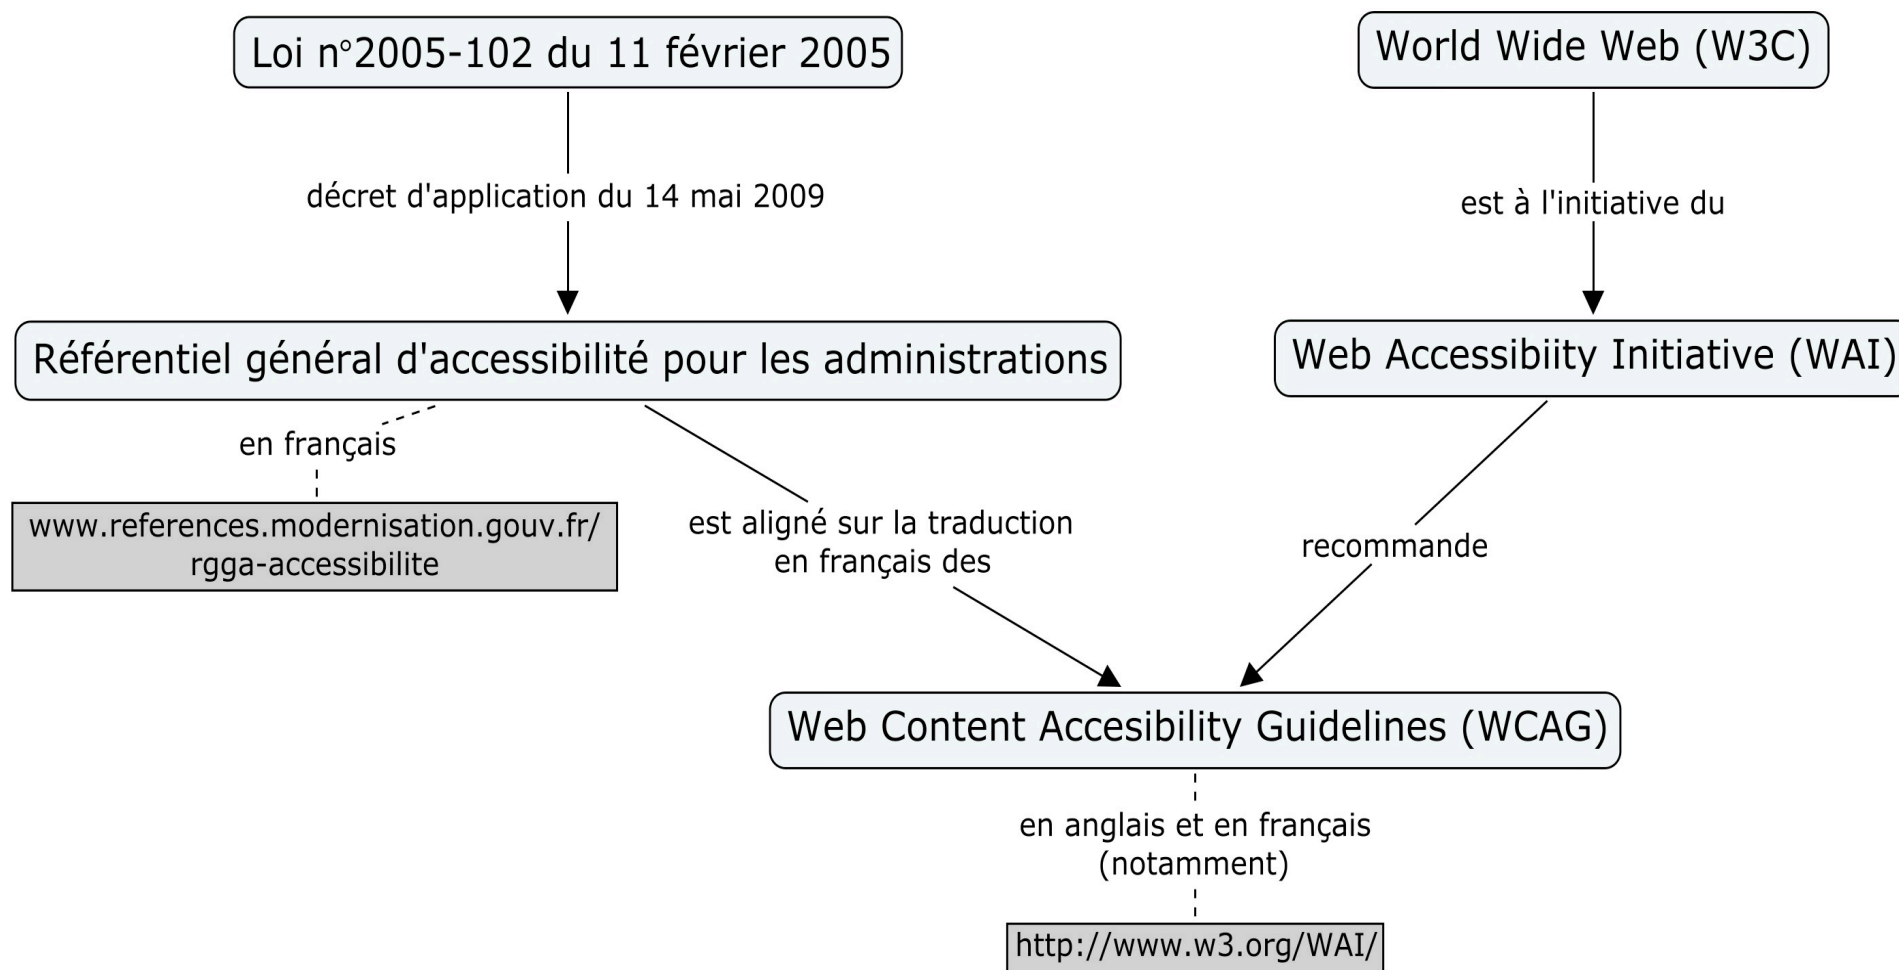 Loi n°2005-102 du 11 février 2005
World Wide Web (W3C)
décret d'application du 14 mai 2009
est à l'initiative du
Référentiel général d'accessibilité pour les administrations
Web Accessibiity Initiative (WAI)
en français
www.references.modernisation.gouv.fr/
rgga-accessibilite
est aligné sur la traduction
en français des
recommande
Web Content Accesibility Guidelines (WCAG)
en anglais et en français
(notamment)
http://www.w3.org/WAI/